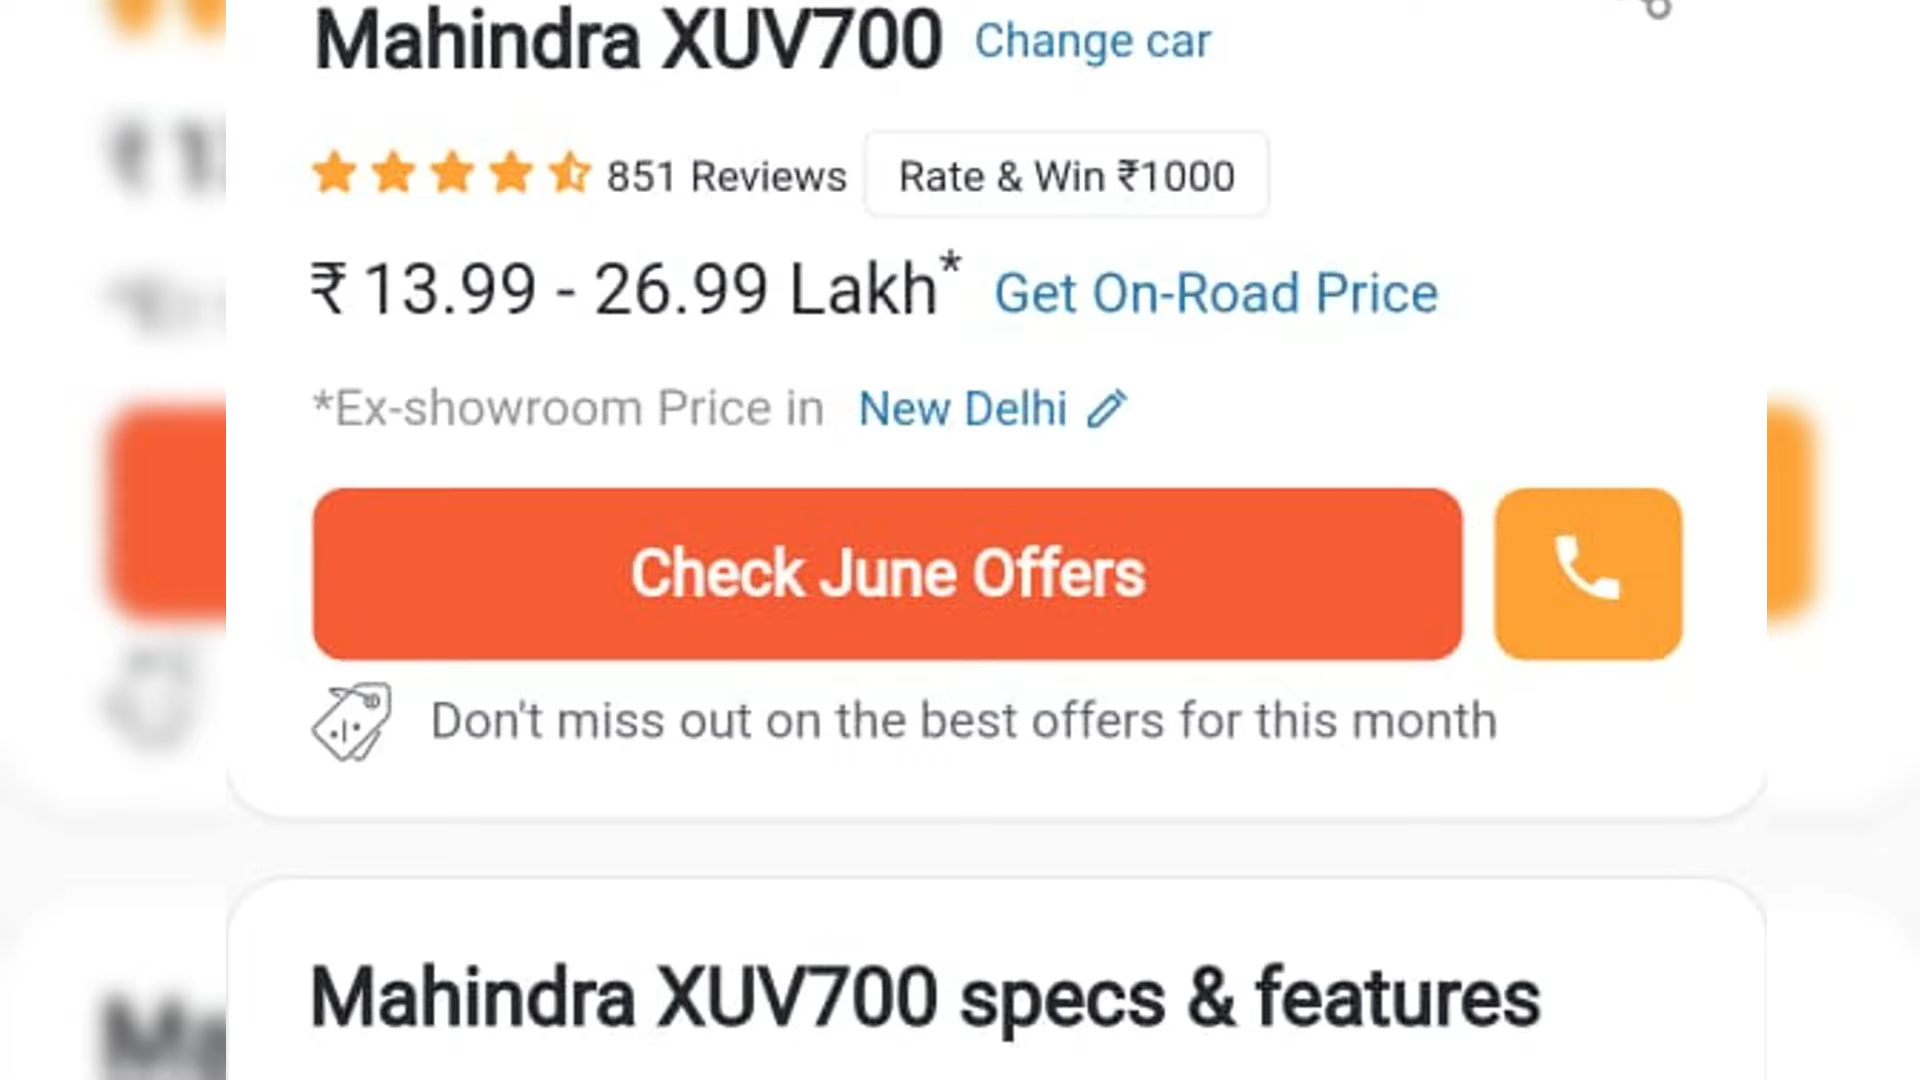 Mahindra XUV700 Change car
851 Reviews Rate & Win ₹1000
₹ 13.99 - 26.99 Lakh* Get On-Road Price
*Ex-showroom Price in New Delhi
Check June Offers
Don't miss out on the best offers for this month
Mahindra XUV700 specs & features